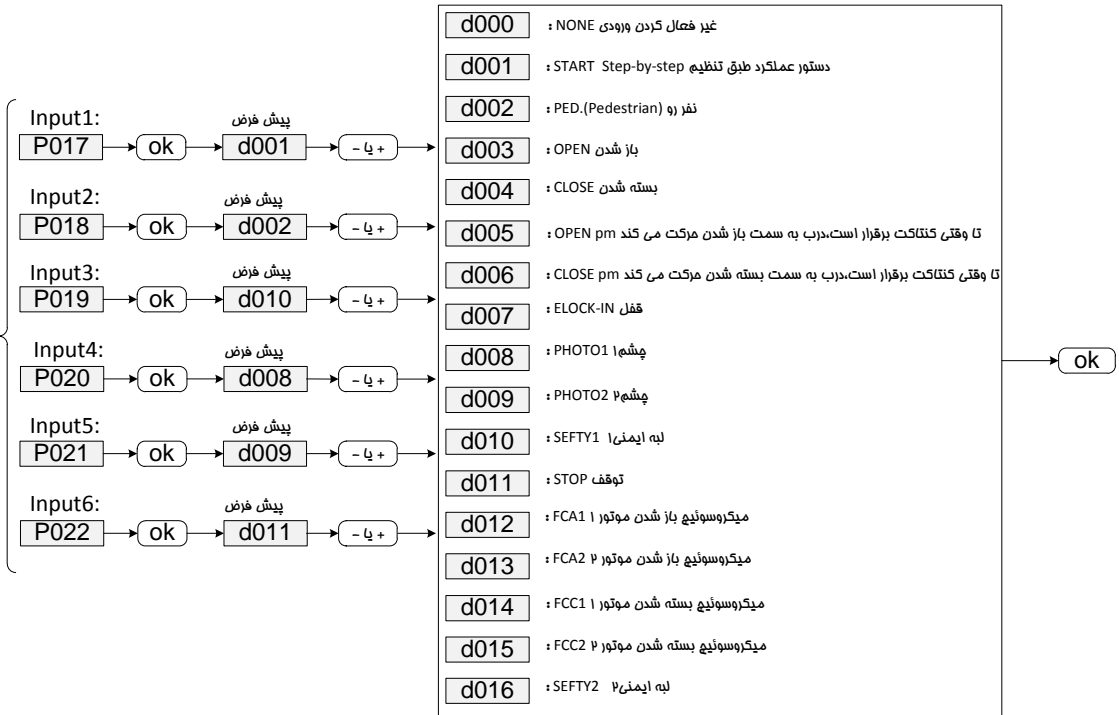 Input1:
پیش فرض
P017 ok d001 + یا -
Input2:
پیش فرض
P018 ok d002 + یا -
Input3:
پیش فرض
P019 ok d010 + یا -
Input4:
پیش فرض
P020 ok d008 + یا -
Input5:
پیش فرض
P021 ok d009 + یا -
Input6:
پیش فرض
P022 ok d011 + یا -
d000 : NONE غیر فعال کردن ورودی
d001 : START Step-by-step دستور عملکرد طبق تنظیم
d002 : PED.(Pedestrian) نفر رو
d003 : OPEN باز شدن
d004 : CLOSE بسته شدن
d005 : OPEN pm تا وقتی کنتاکت برقرار است،درب به سمت باز شدن حرکت می کند
d006 : CLOSE pm تا وقتی کنتاکت برقرار است،درب به سمت بسته شدن حرکت می کند
d007 : ELOCK-IN قفل
d008 : PHOTO1 چشم۱
d009 : PHOTO2 چشم۲
d010 : SEFTY1 لبه ایمنی۱
d011 : STOP توقف
d012 : FCA1 میکروسوئیچ باز شدن موتور ۱
d013 : FCA2 میکروسوئیچ باز شدن موتور ۲
d014 : FCC1 میکروسوئیچ بسته شدن موتور ۱
d015 : FCC2 میکروسوئیچ بسته شدن موتور ۲
d016 : SEFTY2 لبه ایمنی۲
ok